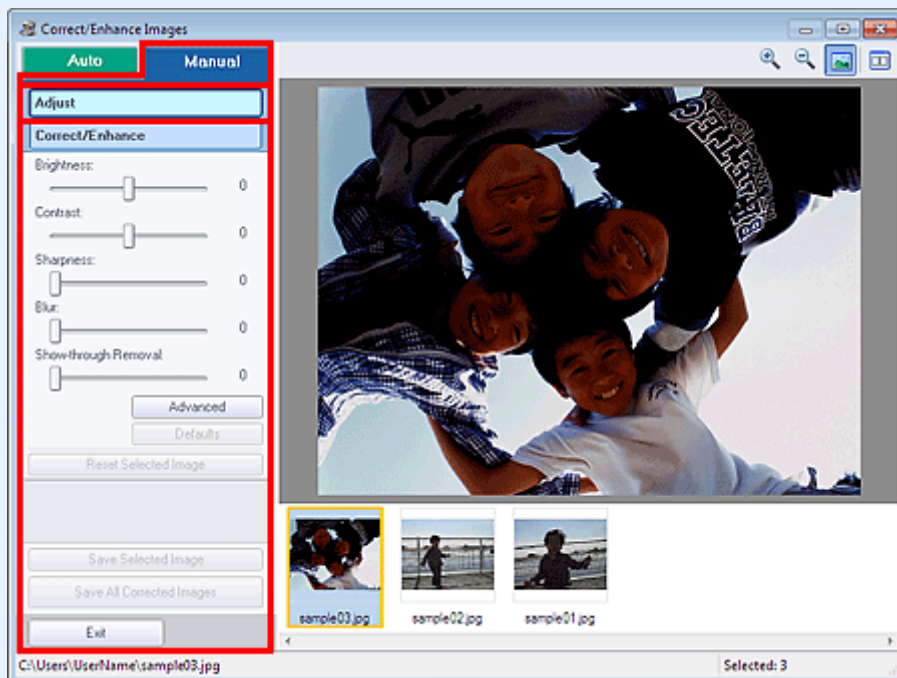 Correct/Enhance Images
Auto
Manual
Adjust
Correct/Enhance
Brightness:
0
Contrast:
0
Sharpness:
0
Blur:
0
Show-through Removal:
0
Advanced
Defaults
Reset Selected Image
Save Selected Image
Save All Corrected Images
Exit
sample03.jpg
sample02.jpg
sample01.jpg
C:\Users\UserName\sample03.jpg
Selected: 3